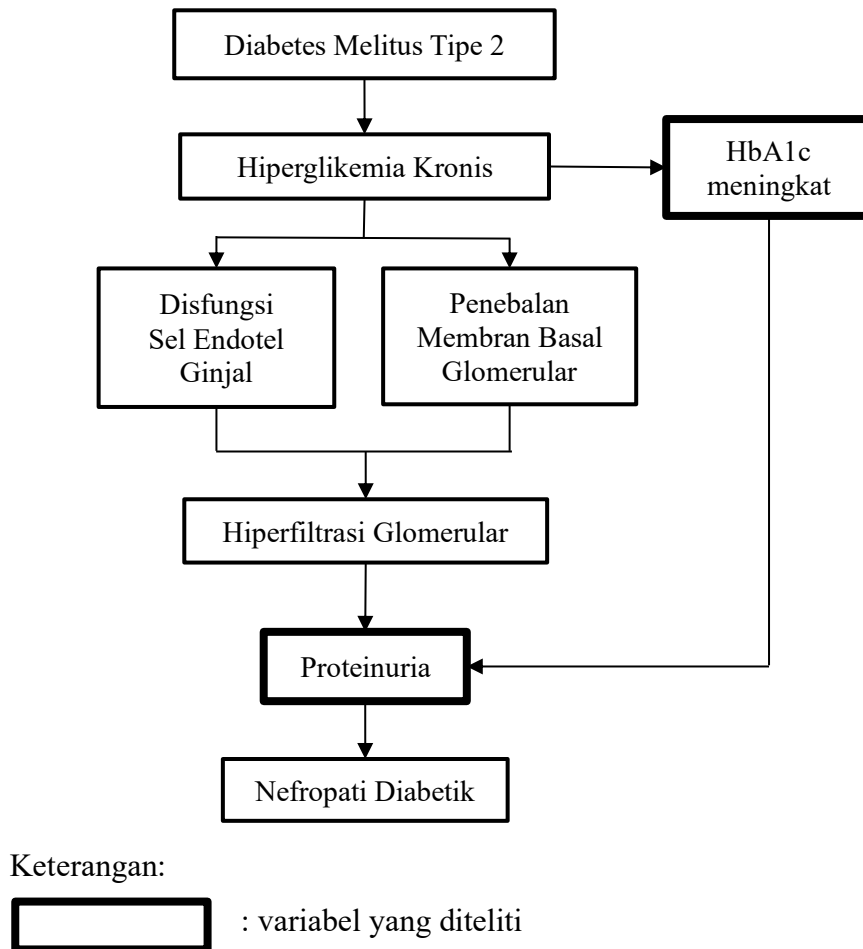 Diabetes Melitus Tipe 2
Hiperglikemia Kronis
HbA1c
meningkat
Disfungsi
Sel Endotel
Ginjal
Penebalan
Membran Basal
Glomerular
Hiperfiltrasi Glomerular
Proteinuria
Nefropati Diabetik
Keterangan:
: variabel yang diteliti